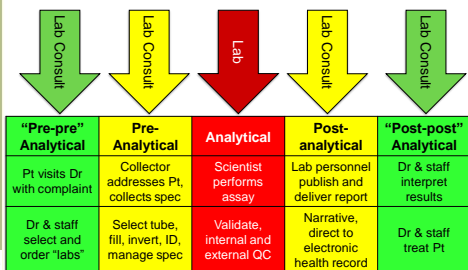 Lab Consult
Lab Consult
Lab
Lab Consult
Lab Consult
“Pre-pre”
Analytical
Pre-
Analytical
Analytical
Post-
analytical
“Post-post”
Analytical
Pt visits Dr
with complaint
Collector
addresses Pt,
collects spec
Scientist
performs
assay
Lab personnel
publish and
deliver report
Dr & staff
interpret
results
Dr & staff
select and
order “labs”
Select tube,
fill, invert, ID,
manage spec
Validate,
internal and
external QC
Narrative,
direct to
electronic
health record
Dr & staff
treat Pt